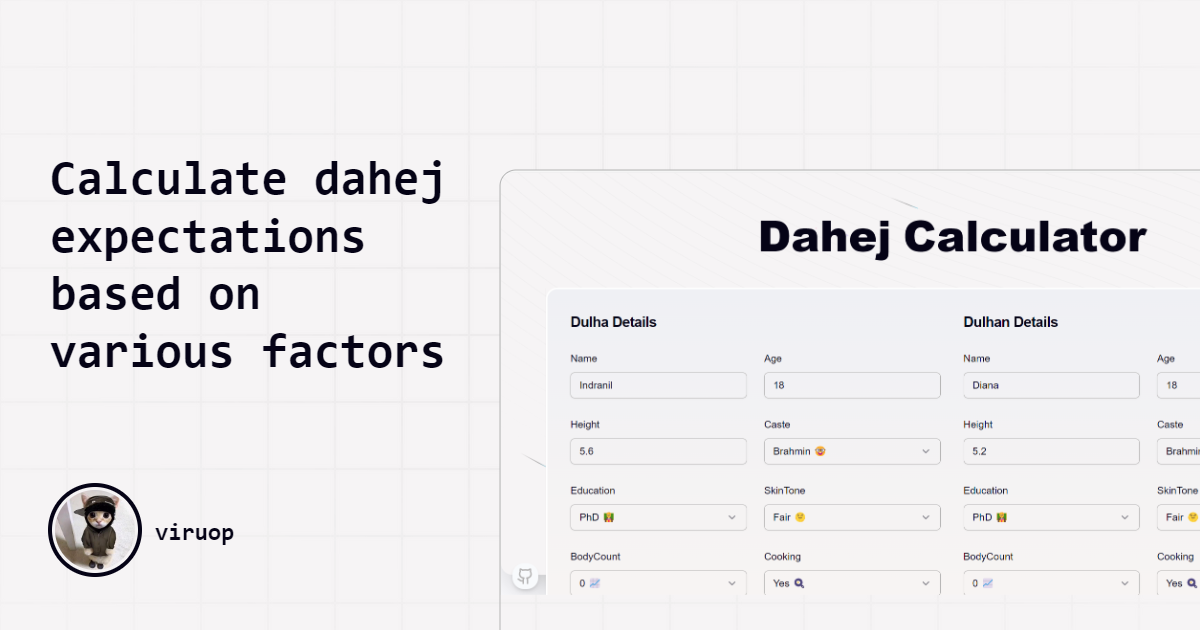 Calculate dahej
expectations
based on
various factors
viruop
Dahej Calculator
Dulha Details
Dulhan Details
Name
Age
Name
Age
Indranil
18
Diana
18
Height
Caste
Height
Caste
5.6
Brahmin 🤡
5.2
Education
SkinTone
Education
SkinTone
PhD
Fair
PhD
Fair
BodyCount
Cooking
BodyCount
Cooking
0 📈
Yes 🔍
0 📈
Yes 🔍